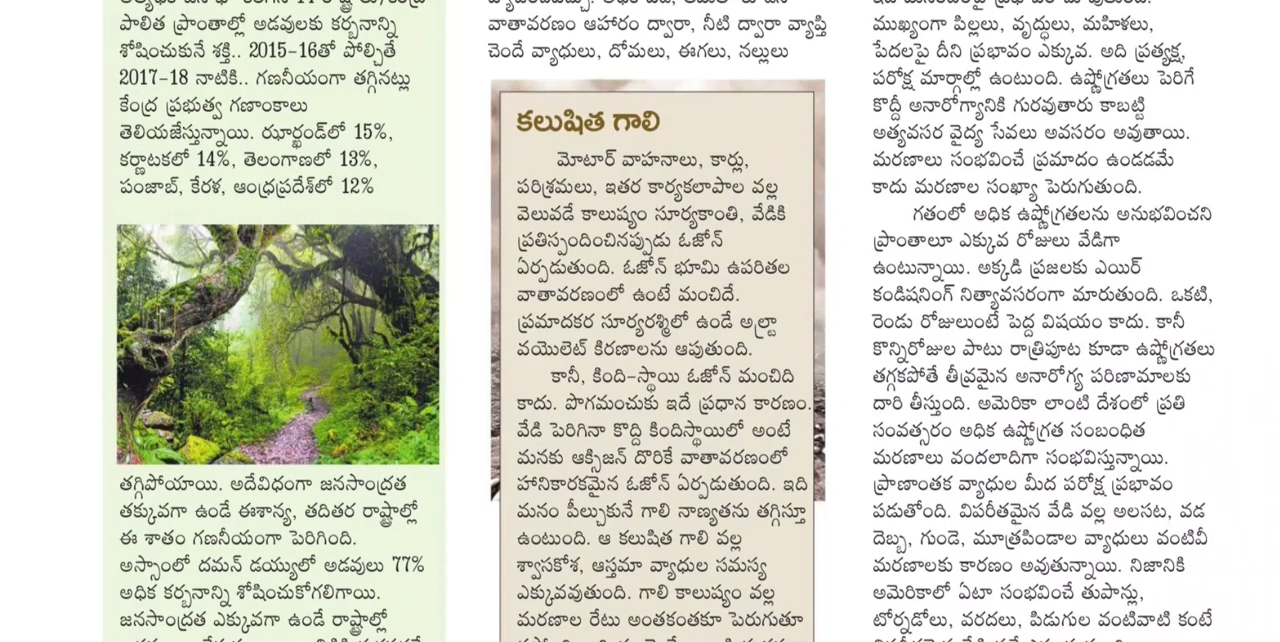 పాలిత ప్రాంతాల్లో అడవులకు కర్బనాన్ని
శోషించుకునే శక్తి.. 2015-16తో పోల్చితే
2017-18 నాటికి.. గణనీయంగా తగ్గినట్లు
కేంద్ర ప్రభుత్వ గణాంకాలు
తెలియజేస్తున్నాయి. ఝార్ఖండ్‌లో 15%,
కర్ణాటకలో 14%, తెలంగాణలో 13%,
పంజాబ్, కేరళ, ఆంధ్రప్రదేశ్‌లో 12%
తగ్గిపోయాయి. అదేవిధంగా జనసాంద్రత
తక్కువగా ఉండే ఈశాన్య, తదితర రాష్ట్రాల్లో
ఈ శాతం గణనీయంగా పెరిగింది.
అస్సాంలో దమన్ డయ్యులో అడవులు 77%
అధిక కర్బనాన్ని శోషించుకోగలిగాయి.
జనసాంద్రత ఎక్కువగా ఉండే రాష్ట్రాల్లో
వాతావరణం ఆహారం ద్వారా, నీటి ద్వారా వ్యాప్తి
చెందే వ్యాధులు, దోమలు, ఈగలు, నల్లులు
కలుషిత గాలి
మోటార్ వాహనాలు, కార్లు,
పరిశ్రమలు, ఇతర కార్యకలాపాల వల్ల
వెలువడే కాలుష్యం సూర్యకాంతి, వేడికి
ప్రతిస్పందించినప్పుడు ఓజోన్
ఏర్పడుతుంది. ఓజోన్ భూమి ఉపరితల
వాతావరణంలో ఉంటే మంచిదే.
ప్రమాదకర సూర్యరశ్మిలో ఉండే అల్ట్రా
వయొలెట్ కిరణాలను ఆపుతుంది.
కానీ, కింది-స్థాయి ఓజోన్ మంచిది
కాదు. పొగమంచుకు ఇదే ప్రధాన కారణం.
వేడి పెరిగినా కొద్ది కిందిస్థాయిలో అంటే
మనకు ఆక్సిజన్ దొరికే వాతావరణంలో
హానికారకమైన ఓజోన్ ఏర్పడుతుంది. ఇది
మనం పీల్చుకునే గాలి నాణ్యతను తగ్గిస్తూ
ఉంటుంది. ఆ కలుషిత గాలి వల్ల
శ్వాసకోశ, ఆస్తమా వ్యాధుల సమస్య
ఎక్కువవుతుంది. గాలి కాలుష్యం వల్ల
మరణాల రేటు అంతకంతకూ పెరుగుతూ
ముఖ్యంగా పిల్లలు, వృద్ధులు, మహిళలు,
పేదలపై దీని ప్రభావం ఎక్కువ. అది ప్రత్యక్ష,
పరోక్ష మార్గాల్లో ఉంటుంది. ఉష్ణోగ్రతలు పెరిగే
కొద్దీ అనారోగ్యానికి గురవుతారు కాబట్టి
అత్యవసర వైద్య సేవలు అవసరం అవుతాయి.
మరణాలు సంభవించే ప్రమాదం ఉండడమే
కాదు మరణాల సంఖ్యా పెరుగుతుంది.
గతంలో అధిక ఉష్ణోగ్రతలను అనుభవించని
ప్రాంతాలూ ఎక్కువ రోజులు వేడిగా
ఉంటున్నాయి. అక్కడి ప్రజలకు ఎయిర్
కండిషనింగ్ నిత్యావసరంగా మారుతుంది. ఒకటి,
రెండు రోజులుంటే పెద్ద విషయం కాదు. కానీ
కొన్నిరోజుల పాటు రాత్రిపూట కూడా ఉష్ణోగ్రతలు
తగ్గకపోతే తీవ్రమైన అనారోగ్య పరిణామాలకు
దారి తీస్తుంది. అమెరికా లాంటి దేశంలో ప్రతి
సంవత్సరం అధిక ఉష్ణోగ్రత సంబంధిత
మరణాలు వందలాదిగా సంభవిస్తున్నాయి.
ప్రాణాంతక వ్యాధుల మీద పరోక్ష ప్రభావం
పడుతోంది. విపరీతమైన వేడి వల్ల అలసట, వడ
దెబ్బ, గుండె, మూత్రపిండాల వ్యాధులు వంటివీ
మరణాలకు కారణం అవుతున్నాయి. నిజానికి
అమెరికాలో ఏటా సంభవించే తుపాన్లు,
టోర్నడోలు, వరదలు, పిడుగుల వంటివాటి కంటే